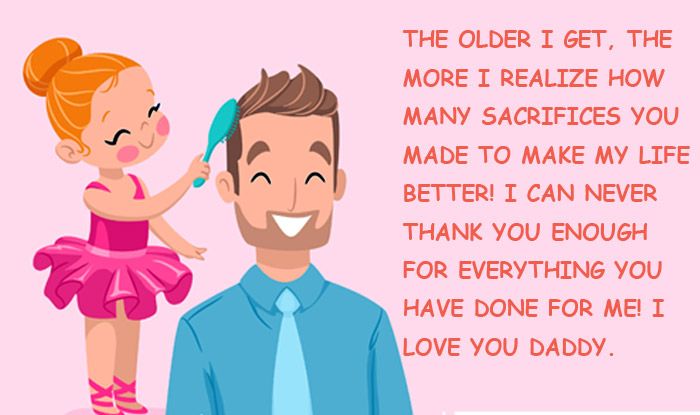 THE OLDER I GET, THE
MORE I REALIZE HOW
MANY SACRIFICES YOU
MADE TO MAKE MY LIFE
BETTER! I CAN NEVER
THANK YOU ENOUGH
FOR EVERYTHING YOU
HAVE DONE FOR ME! I
LOVE YOU DADDY.